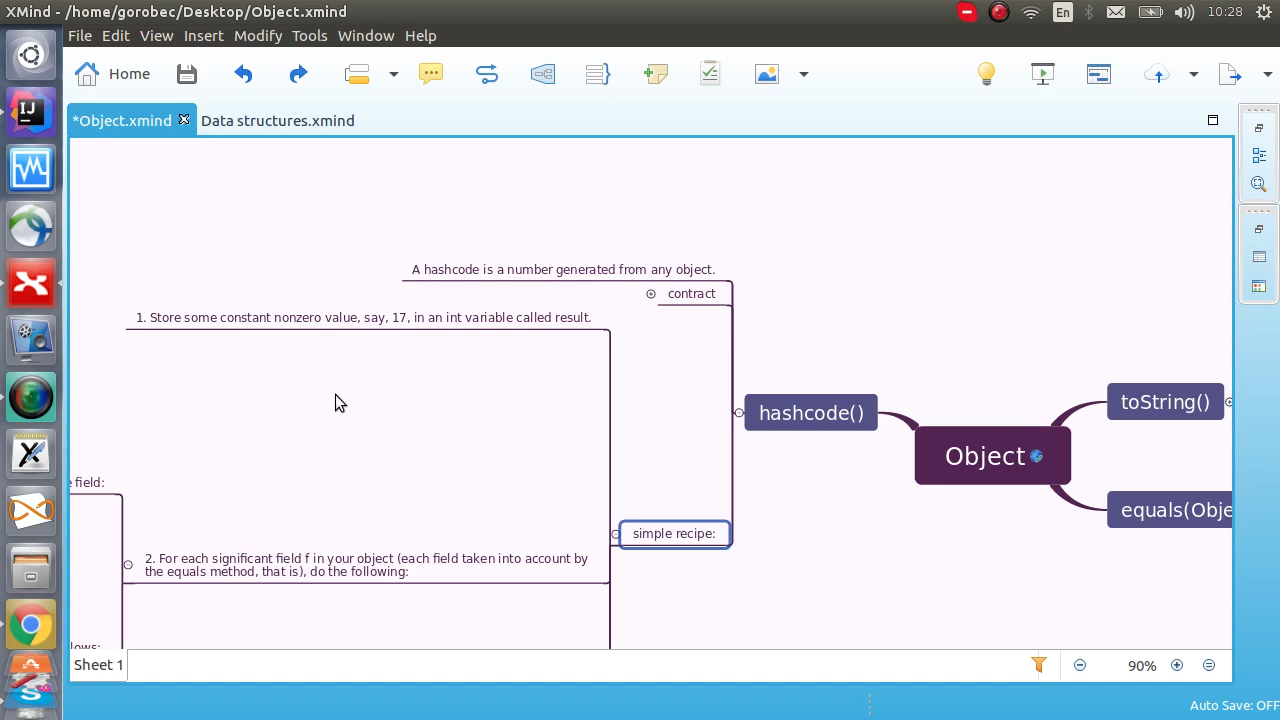 XMind - /home/gorobec/Desktop/Object.xmind
En
10:28
File Edit View Insert Modify Tools Window Help
Home
*Object.xmind
Data structures.xmind
A hashcode is a number generated from any object.
contract
1. Store some constant nonzero value, say, 17, in an int variable called result.
hashcode()
toString()
Object
field:
equals(Obje
simple recipe:
2. For each significant field f in your object (each field taken into account by
the equals method, that is), do the following:
lows:
Sheet 1
90%
Auto Save: OFF